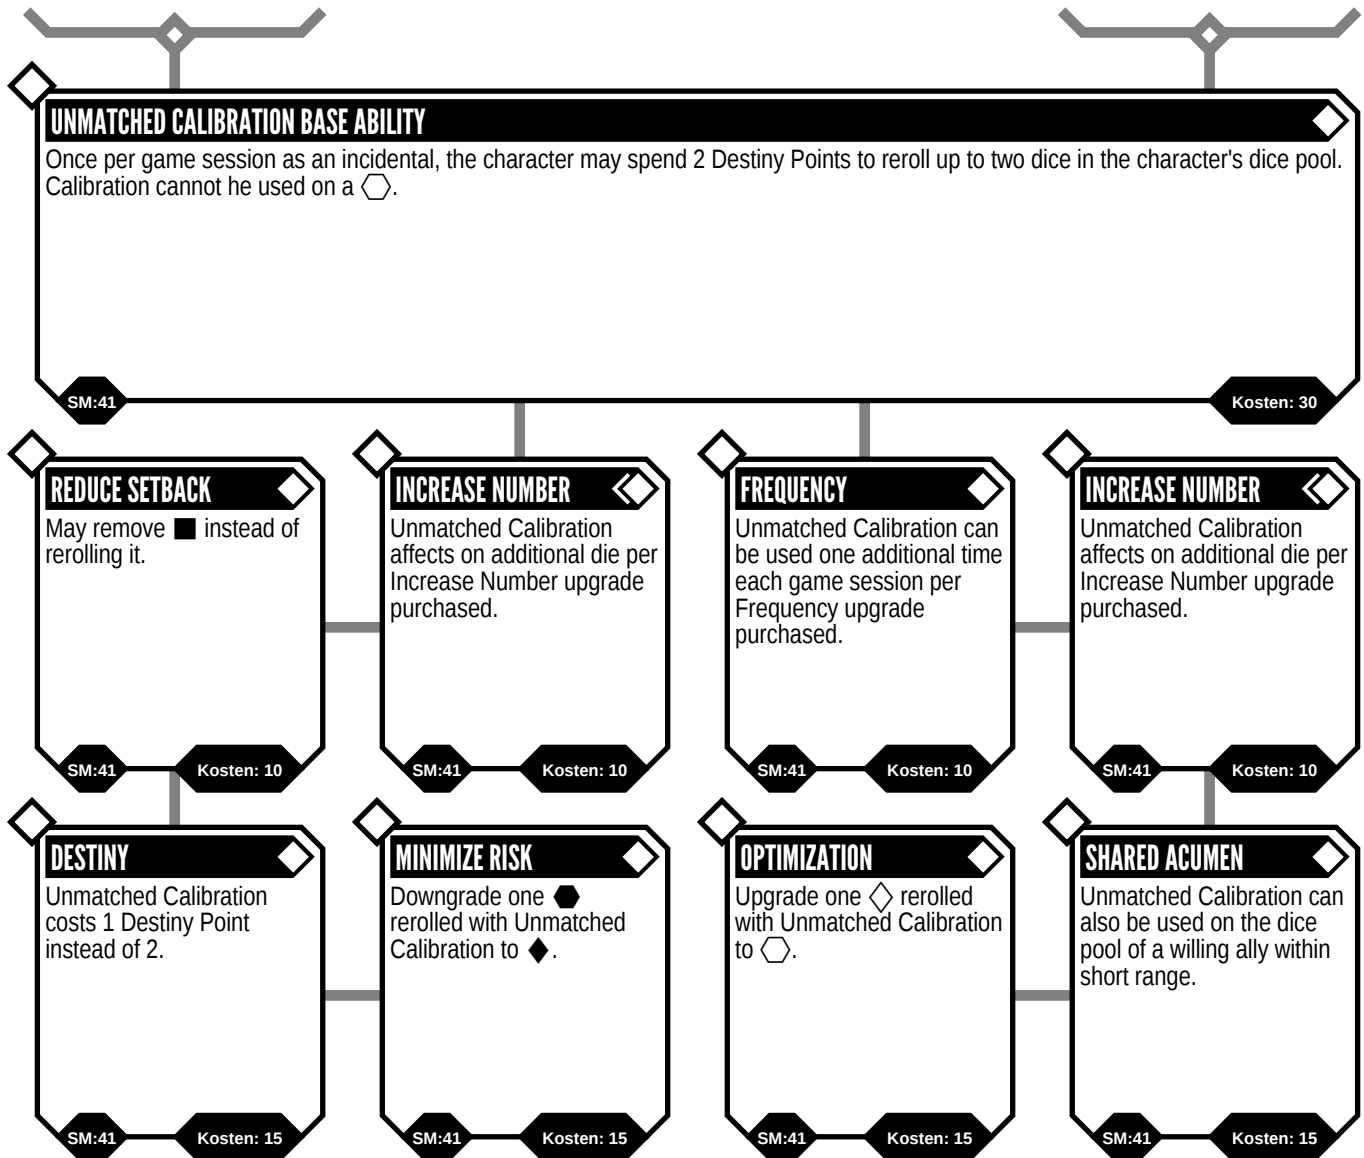 UNMATCHED CALIBRATION BASE ABILITY
Once per game session as an incidental, the character may spend 2 Destiny Points to reroll up to two dice in the character's dice pool.
Calibration cannot he used on a ⬡.
SM:41
Kosten: 30
REDUCE SETBACK
May remove ■ instead of
rerolling it.
SM:41
Kosten: 10
INCREASE NUMBER
Unmatched Calibration
affects on additional die per
Increase Number upgrade
purchased.
SM:41
Kosten: 10
FREQUENCY
Unmatched Calibration can
be used one additional time
each game session per
Frequency upgrade
purchased.
SM:41
Kosten: 10
INCREASE NUMBER
Unmatched Calibration
affects on additional die per
Increase Number upgrade
purchased.
SM:41
Kosten: 10
DESTINY
Unmatched Calibration
costs 1 Destiny Point
instead of 2.
SM:41
Kosten: 15
MINIMIZE RISK
Downgrade one ⬢
rerolled with Unmatched
Calibration to ♦.
SM:41
Kosten: 15
OPTIMIZATION
Upgrade one ◇ rerolled
with Unmatched Calibration
to ⬡.
SM:41
Kosten: 15
SHARED ACUMEN
Unmatched Calibration can
also be used on the dice
pool of a willing ally within
short range.
SM:41
Kosten: 15